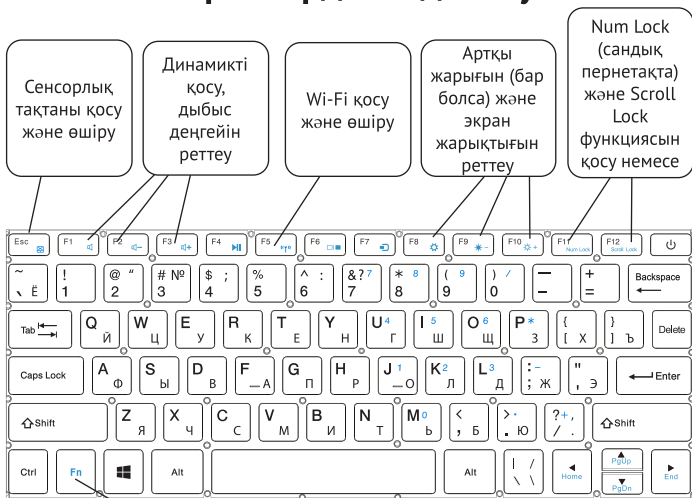 Сенсорлық
тақтаны қосу
және өшіру
Динамикті
қосу,
дыбыс
деңгейін
реттеу
Wi-Fi қосу
және өшіру
Артқы
жарығын (бар
болса) және
экран
жарықтығын
реттеу
Num Lock
(сандық
пернетақта)
және Scroll
Lock
функциясын
қосу немесе
Esc F1 F2 F3 F4 F5 F6 F7 F8 F9 F10 F11 Num Lock F12 Scroll Lock
~ ! @ “ # № $ ; % ^ : &? 7 * 8 ( 9 ) / — + Backspace
\ Ё 1 2 3 4 5 6 7 8 9 0 − =
Tab Q Й W Ц E У R К T Е Y Н U 4 Г I 5 Ш O 6 Щ P * З { [ Х } ] Ъ Delete
Caps Lock A Ф S Ы D В F А G П H Р J 1 О K 2 Л L 3 Д : - ; Ж " , Э Enter
Shift Z Я X Ч C С V М B И N Т M 0 Ь < , Б > . . Ю ? +, / . Shift
Ctrl Fn Alt Alt | / \ \ Home PgUp PgDn End